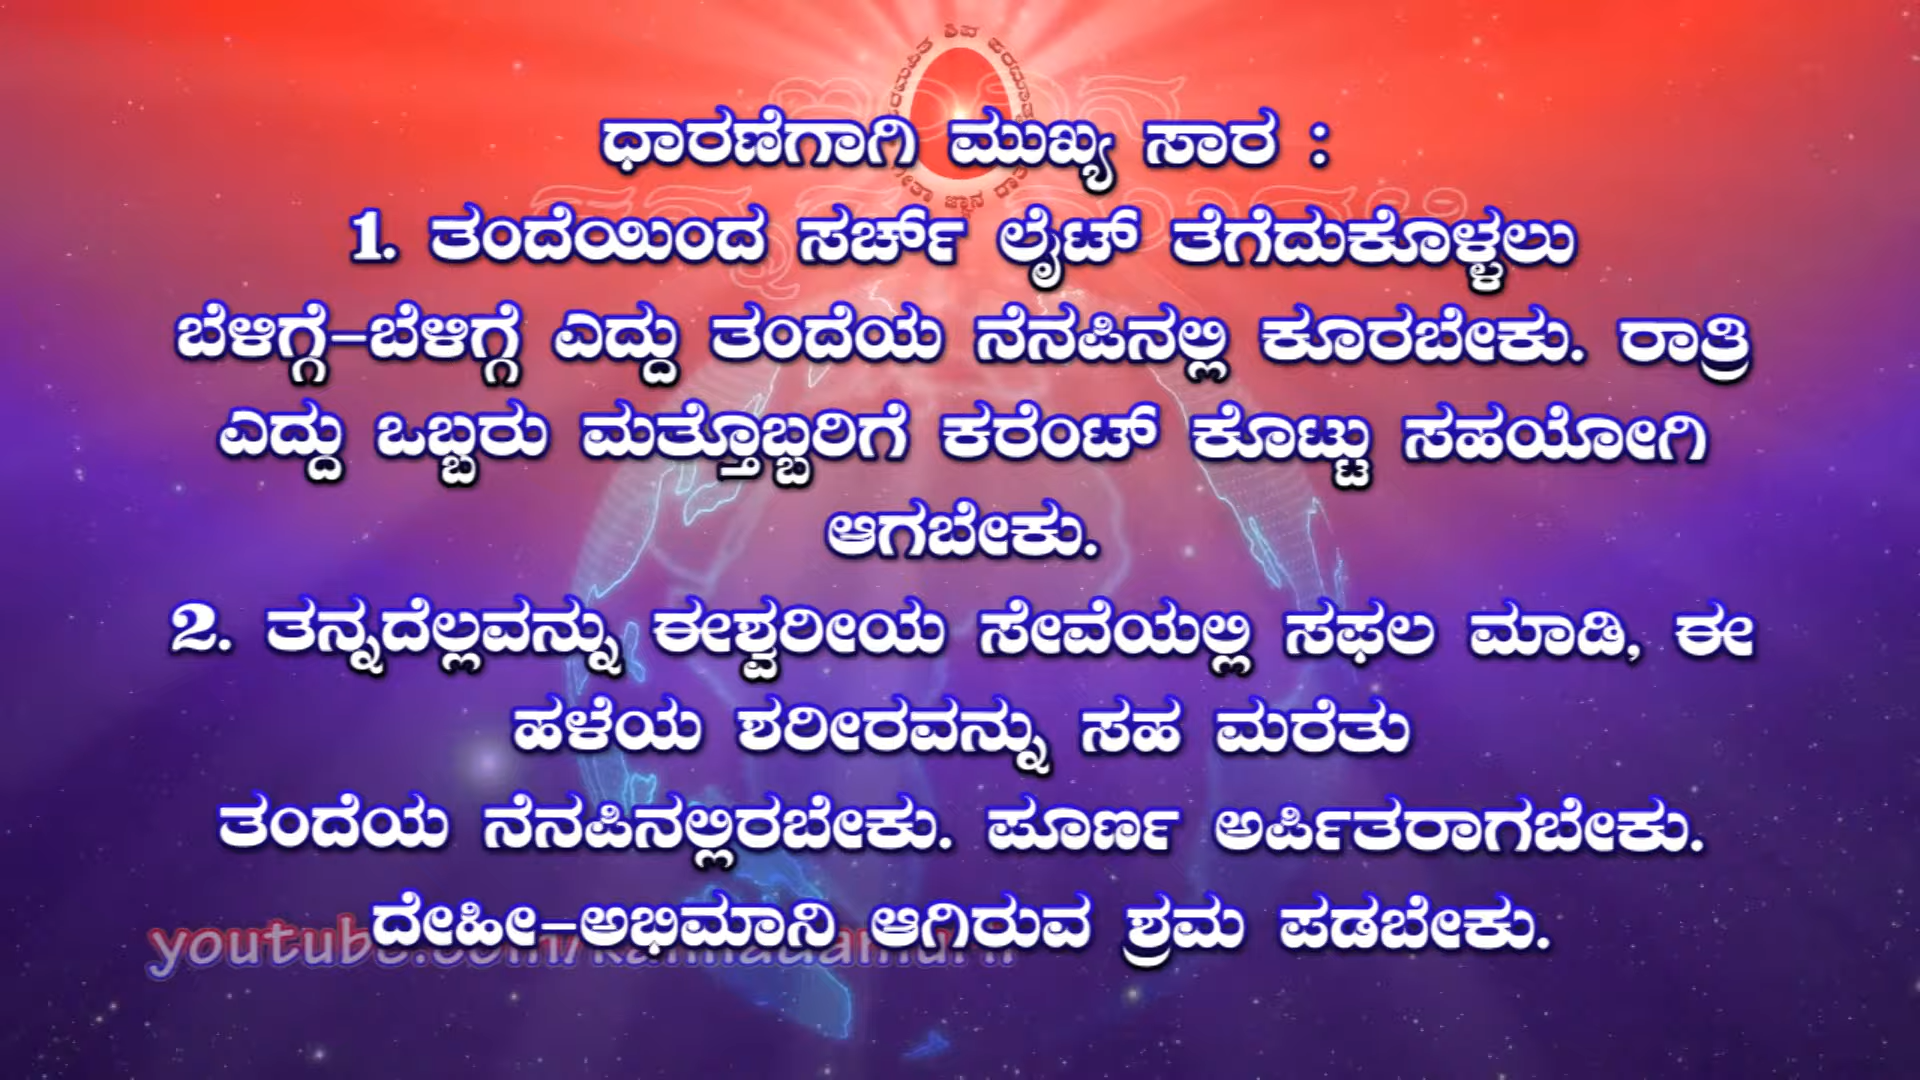 ಧಾರಣೆಗಾಗಿ ಮುಖ್ಯ ಸಾರ :
1. ತಂದೆಯಿಂದ ಸರ್ಚ್ ಲೈಟ್ ತೆಗೆದುಕೊಳ್ಳಲು
ಬೆಳಿಗ್ಗೆ-ಬೆಳಿಗ್ಗೆ ಎದ್ದು ತಂದೆಯ ನೆನಪಿನಲ್ಲಿ ಕೂರಬೇಕು. ರಾತ್ರಿ
ಎದ್ದು ಒಬ್ಬರು ಮತ್ತೊಬ್ಬರಿಗೆ ಕರೆಂಟ್ ಕೊಟ್ಟು ಸಹಯೋಗಿ
ಆಗಬೇಕು.
2. ತನ್ನದೆಲ್ಲವನ್ನು ಈಶ್ವರೀಯ ಸೇವೆಯಲ್ಲಿ ಸಫಲ ಮಾಡಿ, ಈ
ಹಳೆಯ ಶರೀರವನ್ನು ಸಹ ಮರೆತು
ತಂದೆಯ ನೆನಪಿನಲ್ಲಿರಬೇಕು. ಪೂರ್ಣ ಅರ್ಪಿತರಾಗಬೇಕು.
ದೇಹೀ-ಅಭಿಮಾನಿ ಆಗಿರುವ ಶ್ರಮ ಪಡಬೇಕು.